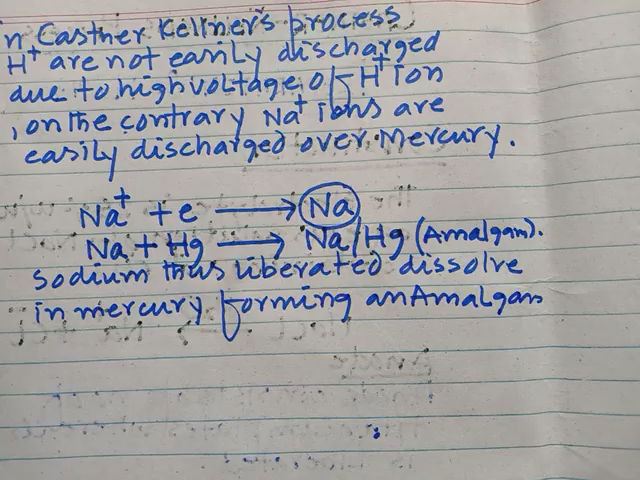 in Castner Kellner's process
H+ are not easily discharged
due to high voltage of H+ ion
, on the contrary Na+ ions are
easily discharged over Mercury.
Na+ + e ⟶ Na
Na + Hg ⟶ Na/Hg (Amalgam).
Sodium thus liberated dissolve
in mercury forming an Amalgam
Anode